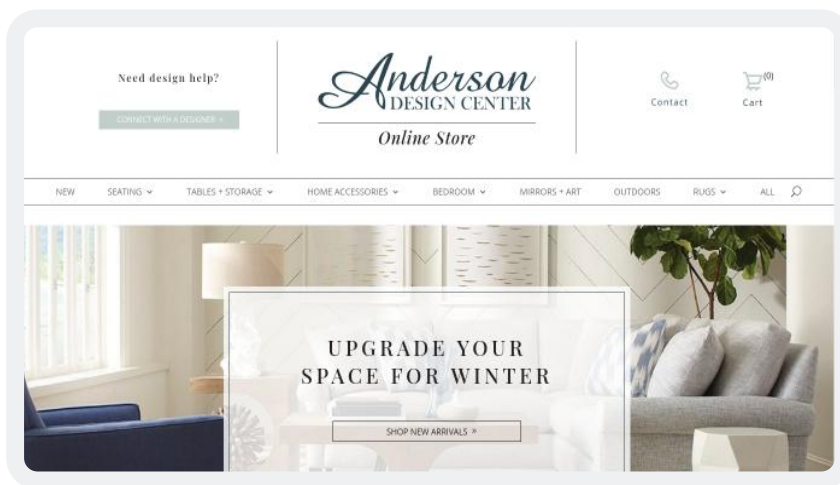 Need design help?
CONNECT WITH A DESIGNER »
Anderson
DESIGN CENTER
Online Store
Contact
(0)
Cart
NEW SEATING TABLES + STORAGE HOME ACCESSORIES BEDROOM MIRRORS + ART OUTDOORS RUGS ALL
UPGRADE YOUR
SPACE FOR WINTER
SHOP NEW ARRIVALS »